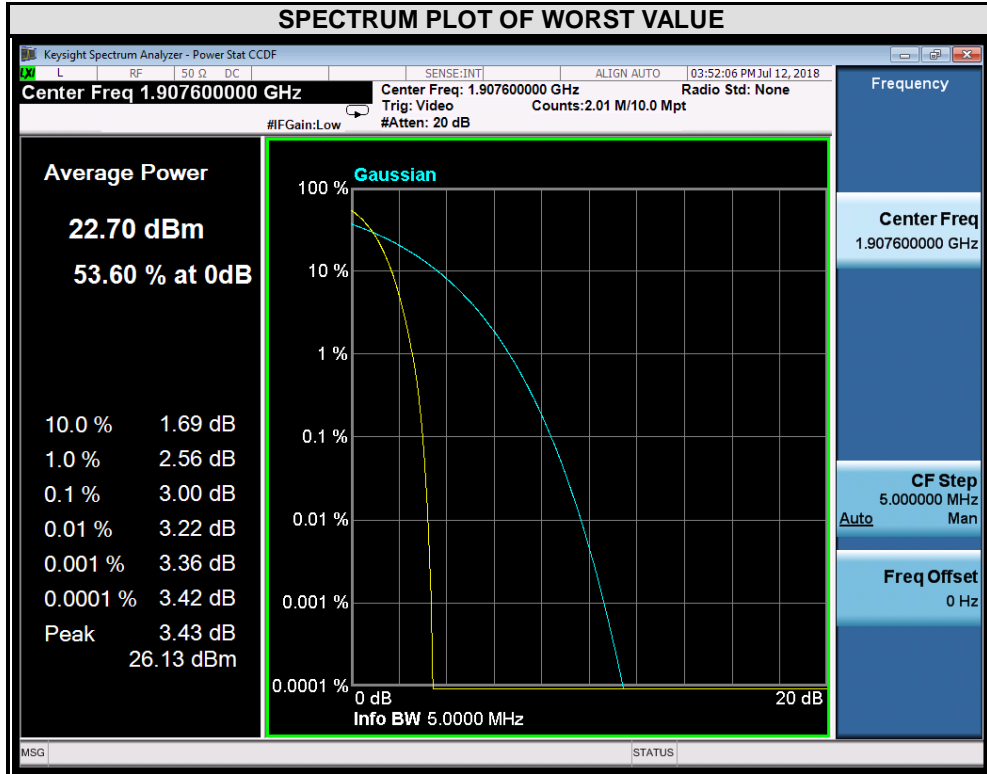 SPECTRUM PLOT OF WORST VALUE
Keysight Spectrum Analyzer - Power Stat CCDF
LXI L RF 50 Ω DC SENSE:INT ALIGN AUTO 03:52:06 PM Jul 12, 2018
Center Freq 1.907600000 GHz
Center Freq: 1.907600000 GHz Radio Std: None
Trig: Video Counts:2.01 M/10.0 Mpt
#IFGain:Low #Atten: 20 dB
Average Power
22.70 dBm
53.60 % at 0dB
10.0 % 1.69 dB
1.0 % 2.56 dB
0.1 % 3.00 dB
0.01 % 3.22 dB
0.001 % 3.36 dB
0.0001 % 3.42 dB
Peak 3.43 dB
26.13 dBm
Gaussian
100 %
10 %
1 %
0.1 %
0.01 %
0.001 %
0.0001 %
0 dB 20 dB
Info BW 5.0000 MHz
Frequency
Center Freq
1.907600000 GHz
CF Step
5.000000 MHz
Auto Man
Freq Offset
0 Hz
MSG STATUS